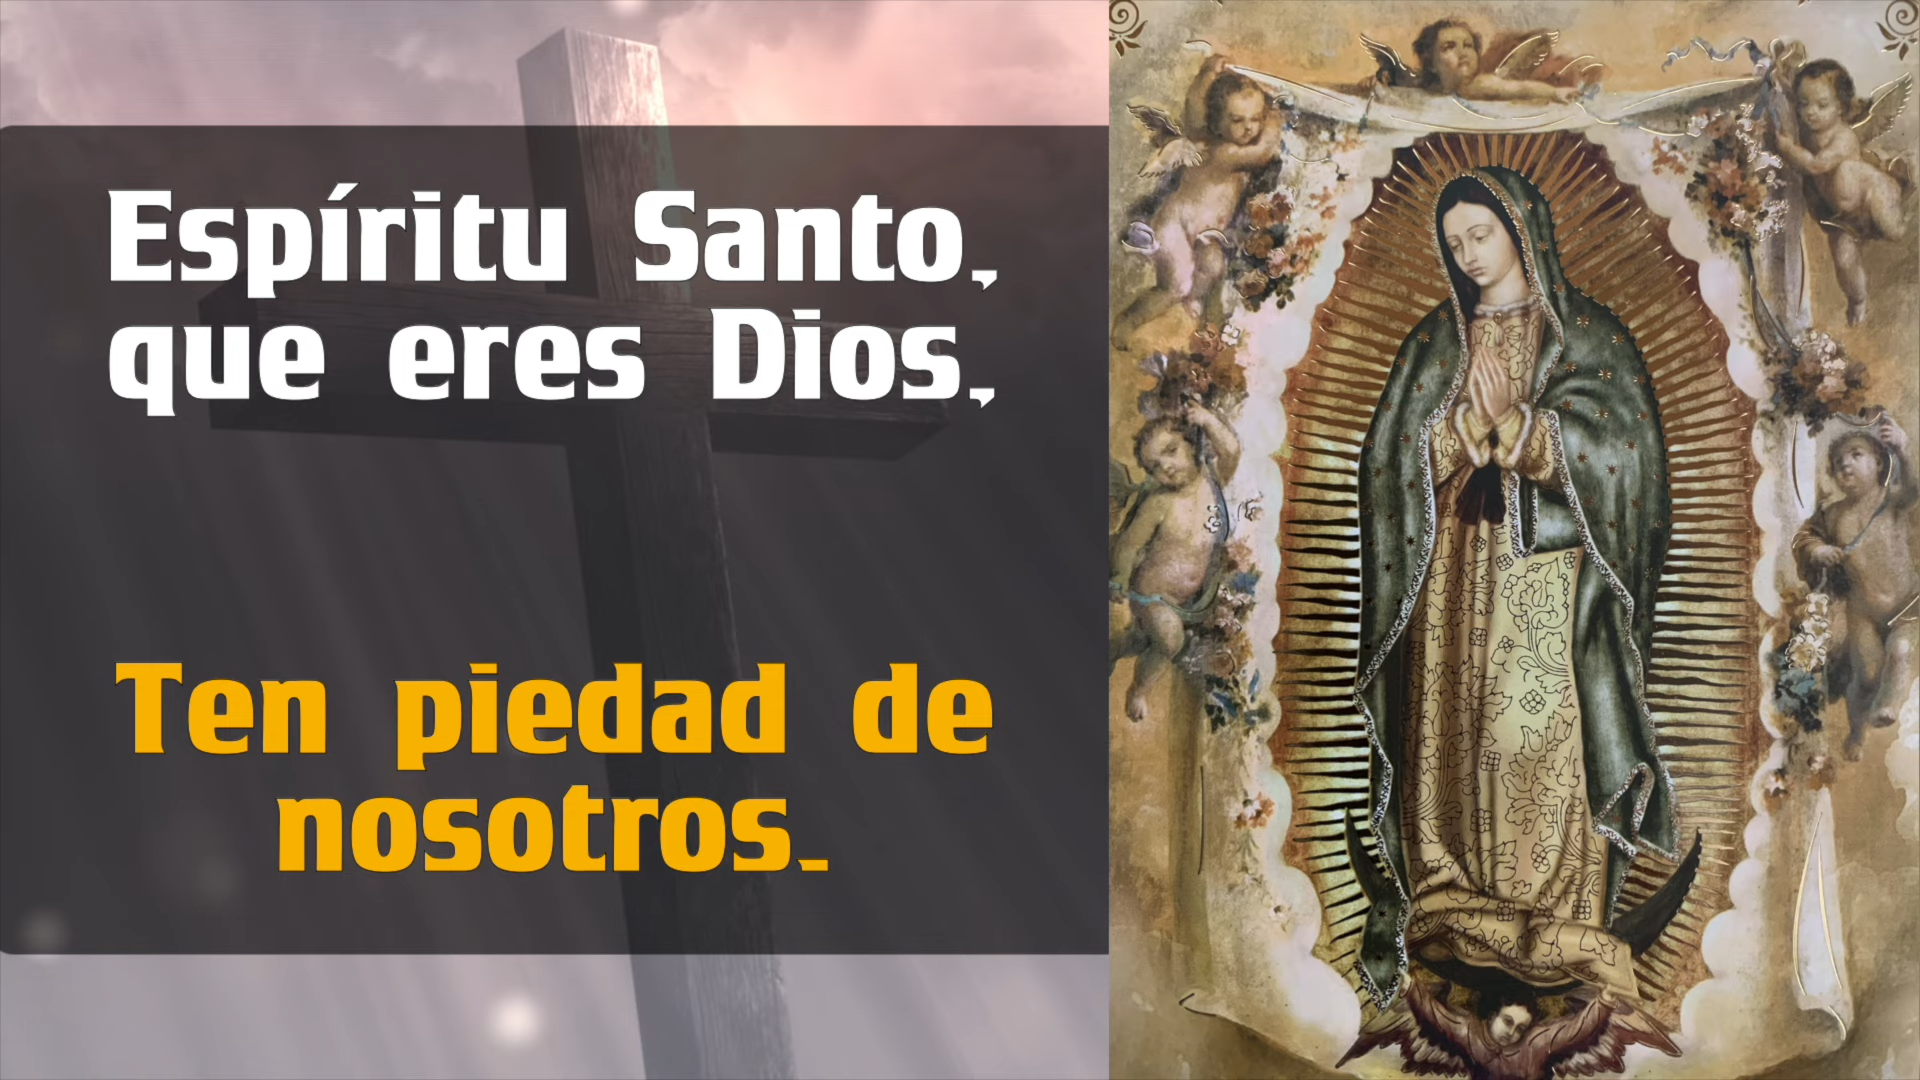 Espíritu Santo,
que eres Dios,
Ten piedad de
nosotros.